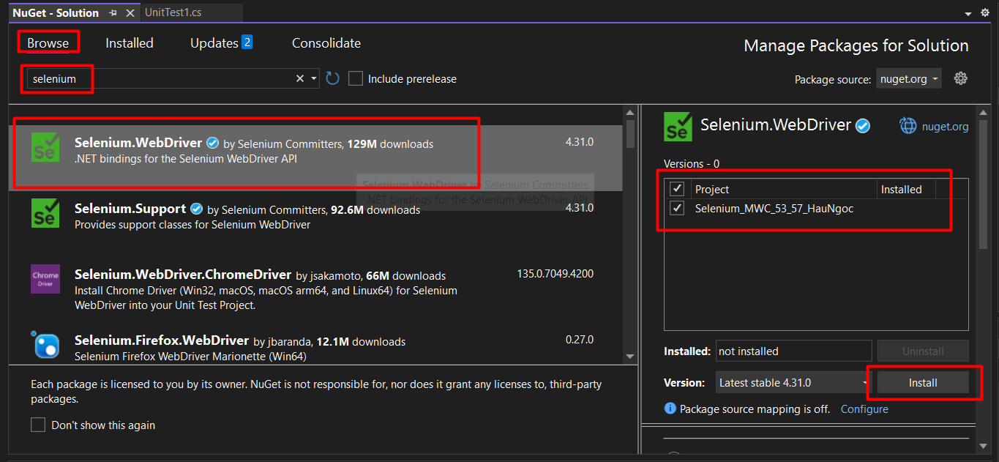 NuGet - Solution
UnitTest1.cs
Browse
Installed
Updates 2
Consolidate
Manage Packages for Solution
selenium
Include prerelease
Package source: nuget.org
Selenium.WebDriver by Selenium Committers, 129M downloads
4.31.0
.NET bindings for the Selenium WebDriver API
Selenium.WebDriver by Selenium Committers
.NET bindings for the Selenium WebDriver API
Selenium.Support by Selenium Committers, 92.6M downloads
4.31.0
Provides support classes for Selenium WebDriver
Chrome
Driver
Selenium.WebDriver.ChromeDriver by jsakamoto, 66M downloads
135.0.7049.4200
Install Chrome Driver (Win32, macOS, macOS arm64, and Linux64) for Selenium
WebDriver into your Unit Test Project.
Selenium.Firefox.WebDriver by jbaranda, 12.1M downloads
0.27.0
Selenium Firefox WebDriver Marionette (Win64)
Each package is licensed to you by its owner. NuGet is not responsible for, nor does it grant any licenses to, third-party
packages.
Don't show this again
Se
Se
Se
Selenium.WebDriver
nuget.org
Versions - 0
Project
Installed
Selenium_MWC_53_57_HauNgoc
Installed: not installed
Uninstall
Version: Latest stable 4.31.0
Install
Package source mapping is off. Configure